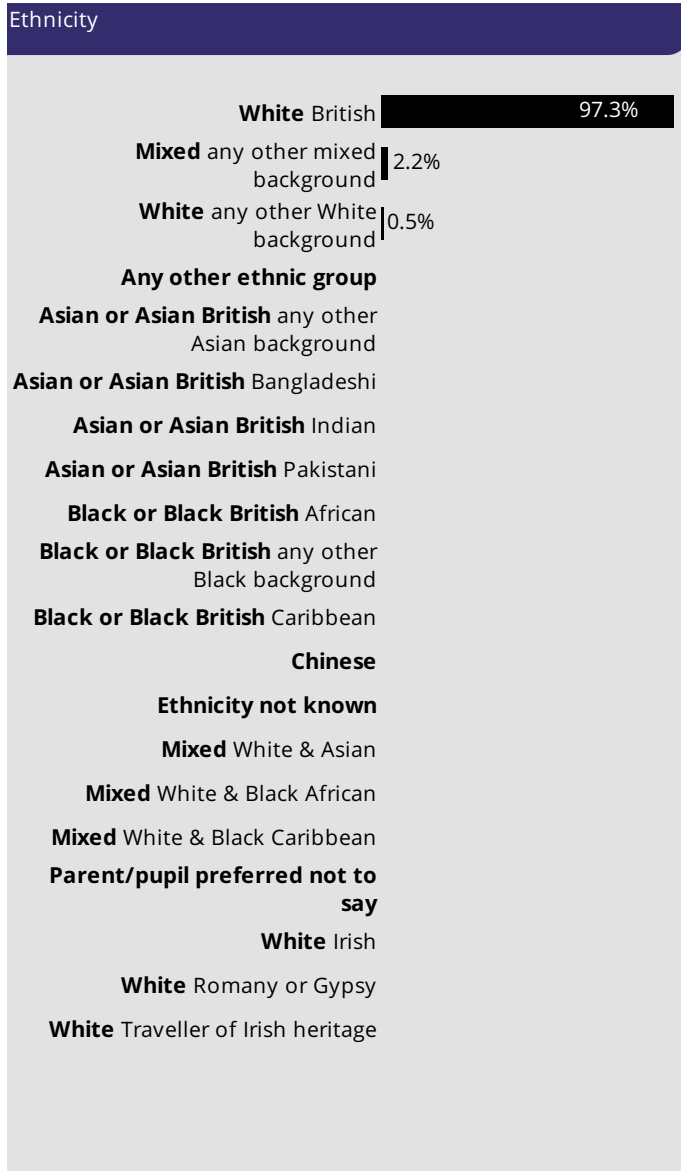 Ethnicity
White British 97.3%
Mixed any other mixed
background 2.2%
White any other White
background 0.5%
Any other ethnic group
Asian or Asian British any other
Asian background
Asian or Asian British Bangladeshi
Asian or Asian British Indian
Asian or Asian British Pakistani
Black or Black British African
Black or Black British any other
Black background
Black or Black British Caribbean
Chinese
Ethnicity not known
Mixed White & Asian
Mixed White & Black African
Mixed White & Black Caribbean
Parent/pupil preferred not to
say
White Irish
White Romany or Gypsy
White Traveller of Irish heritage